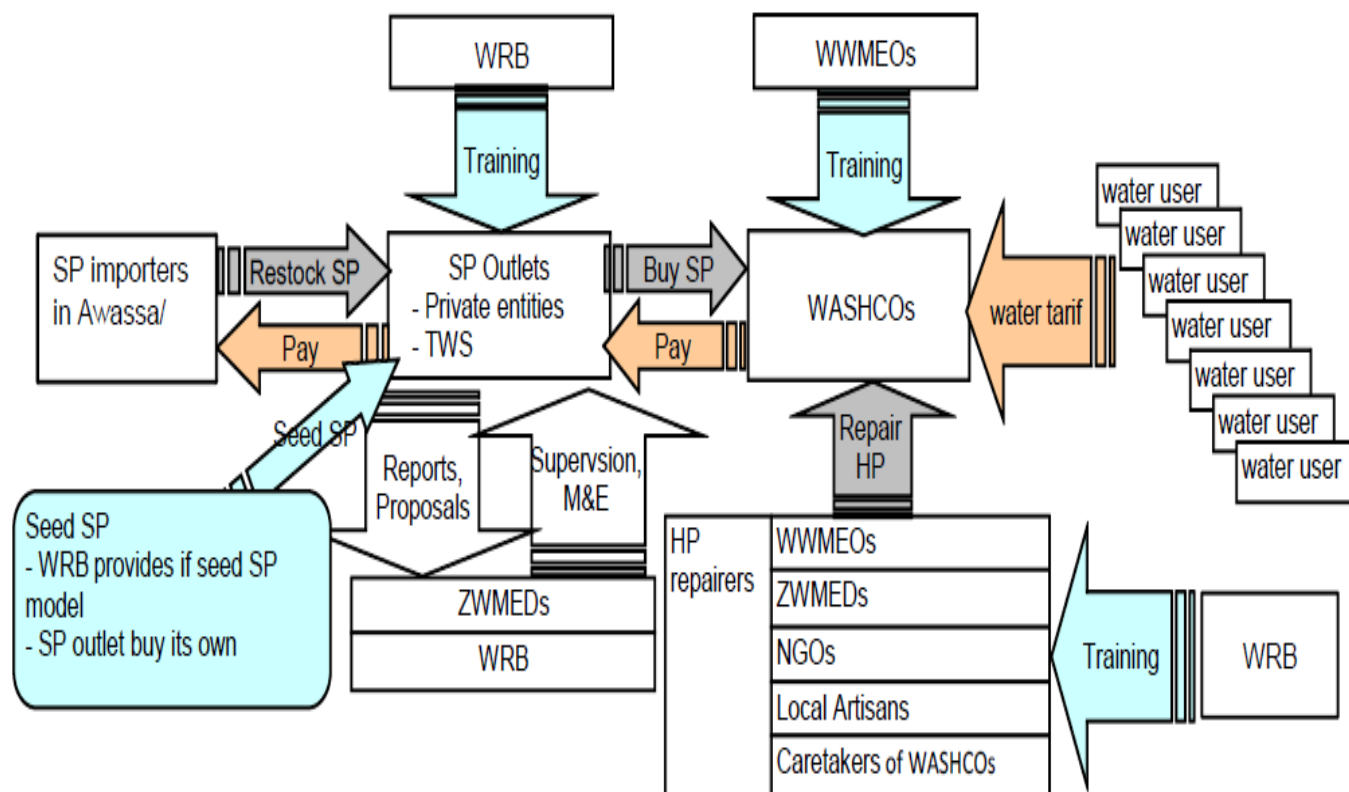 WRB
WWMEOs
Training
Training
water user
water user
water user
water user
water user
water user
water user
SP importers
in Awassa/
Restock SP
Pay
SP Outlets
- Private entities
- TWS
Buy SP
Pay
WASHCOs
water tarif
Seed SP
Reports,
Proposals
Supervsion,
M&E
Repair
HP
Seed SP
- WRB provides if seed SP
model
- SP outlet buy its own
ZWMEDs
WRB
HP
repairers
WWMEOs
ZWMEDs
NGOs
Local Artisans
Caretakers of WASHCOs
Training
WRB